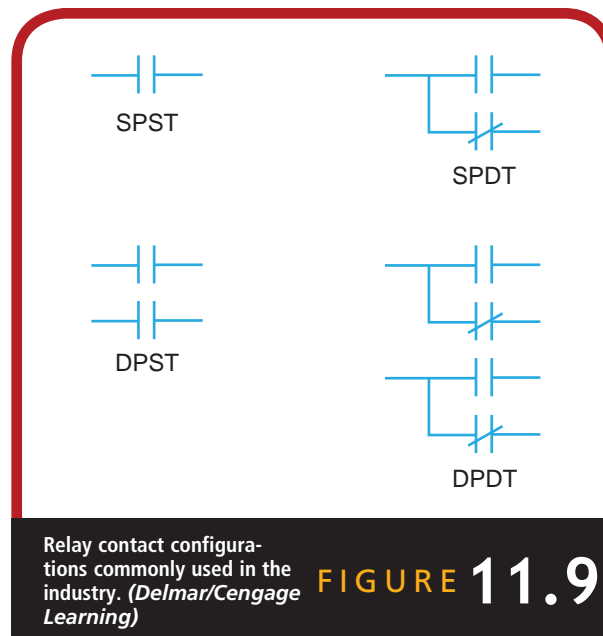 SPST
SPDT
DPST
DPDT
Relay contact configura-
tions commonly used in the
industry. (Delmar/Cengage
Learning)
FIGURE 11.9